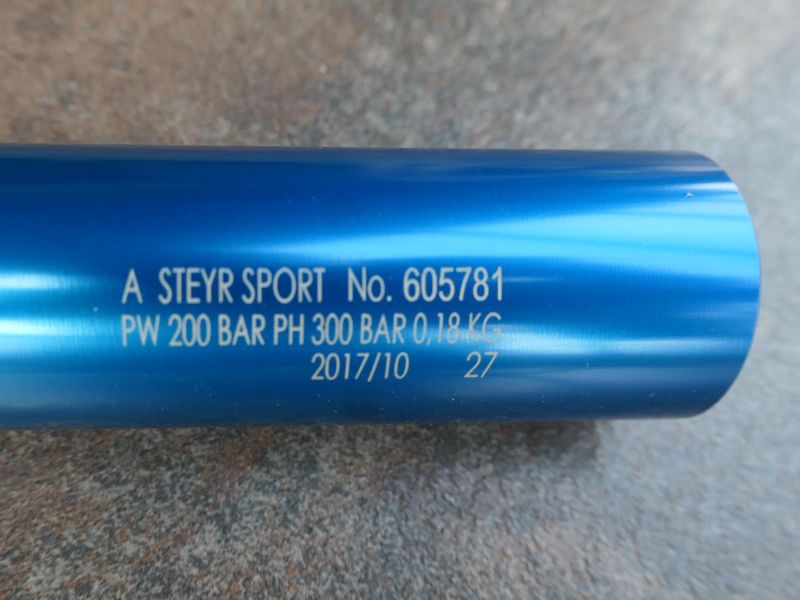 A STEYR SPORT No. 605781
PW 200 BAR PH 300 BAR 0,18 KG
2017/10 27